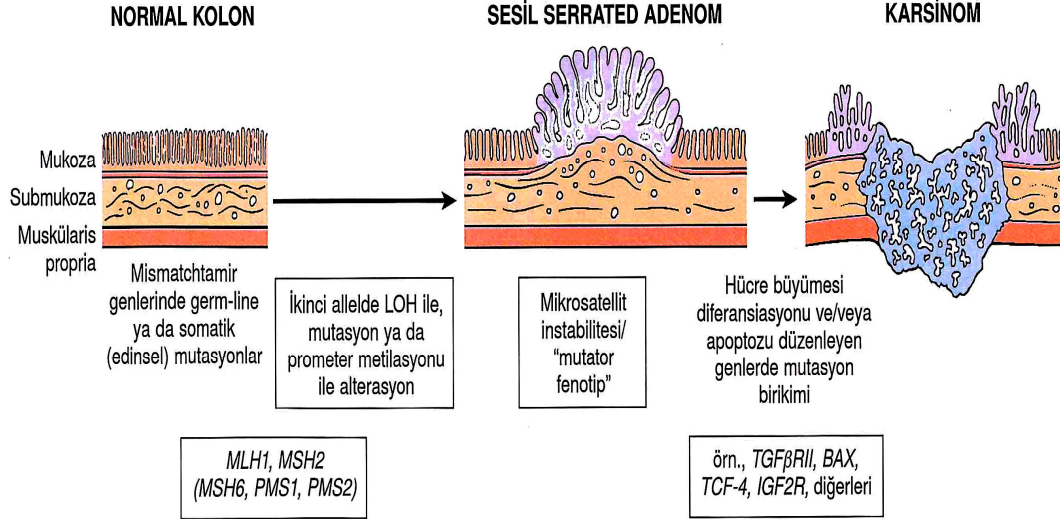 NORMAL KOLON
SESİL SERRATED ADENOM
KARSİNOM
Mukoza
Submukoza
Muskülaris
propria
Mismatchtamir
genlerinde germ-line
ya da somatik
(edinsel) mutasyonlar
İkinci allelde LOH ile,
mutasyon ya da
prometer metilasyonu
ile alterasyon
Mikrosatellit
instabilitesi/
“mutator
fenotip”
Hücre büyümesi
diferansiasyonu ve/veya
apoptozu düzenleyen
genlerde mutasyon
birikimi
MLH1, MSH2
(MSH6, PMS1, PMS2)
örn., TGFβRII, BAX,
TCF-4, IGF2R, diğerleri